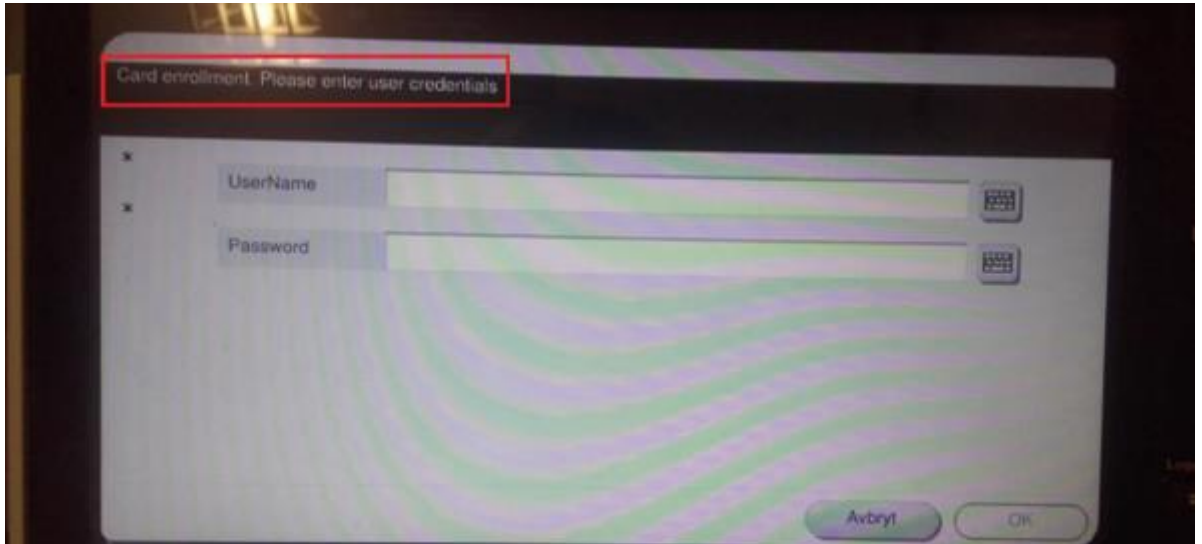 Card enrollment. Please enter user credentials
*
UserName
*
Password
Avbryt
OK